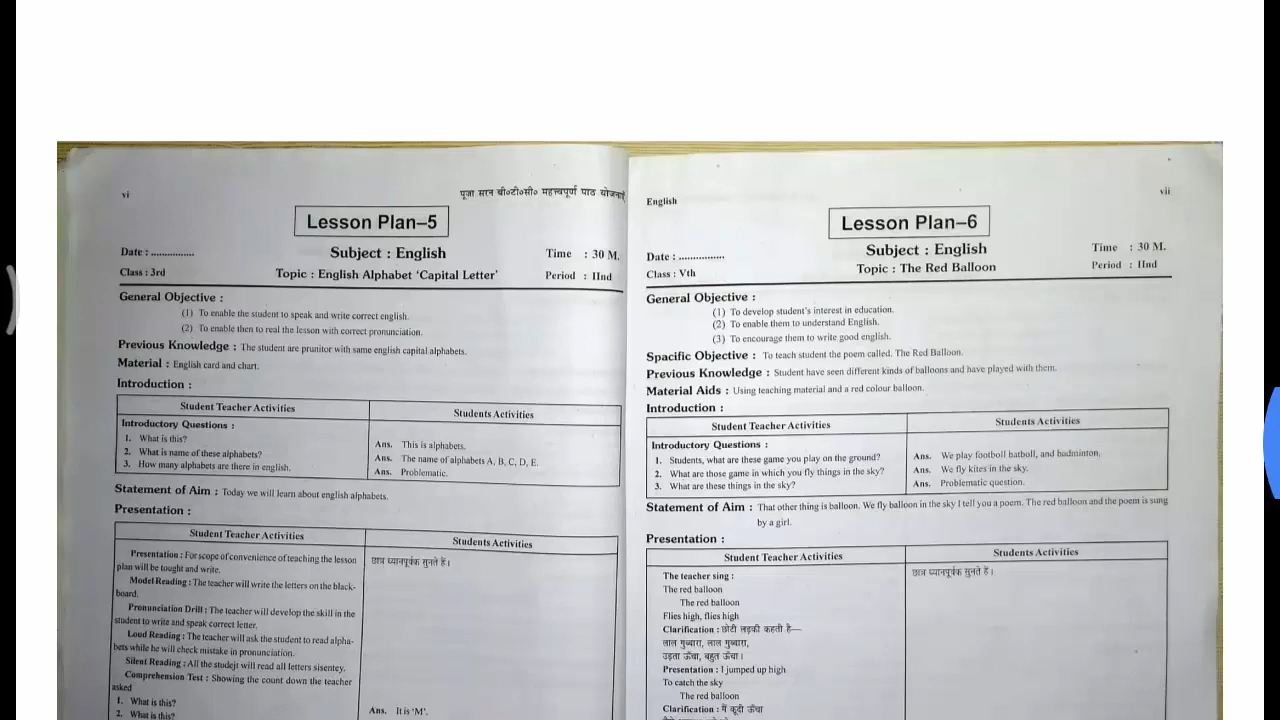 vi
पूजा सरन बी०टी०सी० महत्त्वपूर्ण पाठ योजनाएँ
Lesson Plan–5
Subject : English
Date : ...............
Time : 30 M.
Class : 3rd
Topic : English Alphabet ‘Capital Letter’
Period : IInd
General Objective :
(1) To enable the student to speak and write correct english.
(2) To enable then to real the lesson with correct pronunciation.
Previous Knowledge : The student are prunitor with same english capital alphabets.
Material : English card and chart.
Introduction :
Student Teacher Activities
Students Activities
Introductory Questions :
1. What is this?
Ans. This is alphabets.
2. What is name of these alphabets?
Ans. The name of alphabets A, B, C, D, E.
3. How many alphabets are there in english.
Ans. Problematic.
Statement of Aim : Today we will learn about english alphabets.
Presentation :
Student Teacher Activities
Students Activities
Presentation : For scope of convenience of teaching the lesson
plan will be tought and write.
छात्र ध्यानपूर्वक सुनते हैं।
Model Reading : The teacher will write the letters on the black-
board.
Pronunciation Drill : The teacher will develop the skill in the
student to write and speak correct letter.
Loud Reading : The teacher will ask the student to read alpha-
bets while he will check mistake in pronunciation.
Silent Reading : All the studejt will read all letters sisentey.
Comprehension Test : Showing the count down the teacher
asked
1. What is this?
Ans. It is ‘M’.
2. What is this?
English
vii
Lesson Plan–6
Subject : English
Date : ................
Time : 30 M.
Class : Vth
Topic : The Red Balloon
Period : IInd
General Objective :
(1) To develop student's interest in education.
(2) To enable them to understand English.
(3) To encourage them to write good english.
Spacific Objective : To teach student the poem called. The Red Balloon.
Previous Knowledge : Student have seen different kinds of balloons and have played with them.
Material Aids : Using teaching material and a red colour balloon.
Introduction :
Student Teacher Activities
Students Activities
Introductory Questions :
1. Students, what are these game you play on the ground?
Ans. We play footboll batboll, and badminton.
2. What are those game in which you fly things in the sky?
Ans. We fly kites in the sky.
3. What are these things in the sky?
Ans. Problematic question.
Statement of Aim : That other thing is balloon. We fly balloon in the sky I tell you a poem. The red balloon and the poem is sung
by a girl.
Presentation :
Student Teacher Activities
Students Activities
The teacher sing :
छात्र ध्यानपूर्वक सुनते हैं।
The red balloon
The red balloon
Flies high, flies high
Clarification : छोटी लड़की कहती है—
लाल गुब्बारा, लाल गुब्बारा,
उड़ता ऊँचा, बहुत ऊँचा।
Presentation : I jumped up high
To catch the sky
The red balloon
Clarification : मैं कूदी ऊँचा